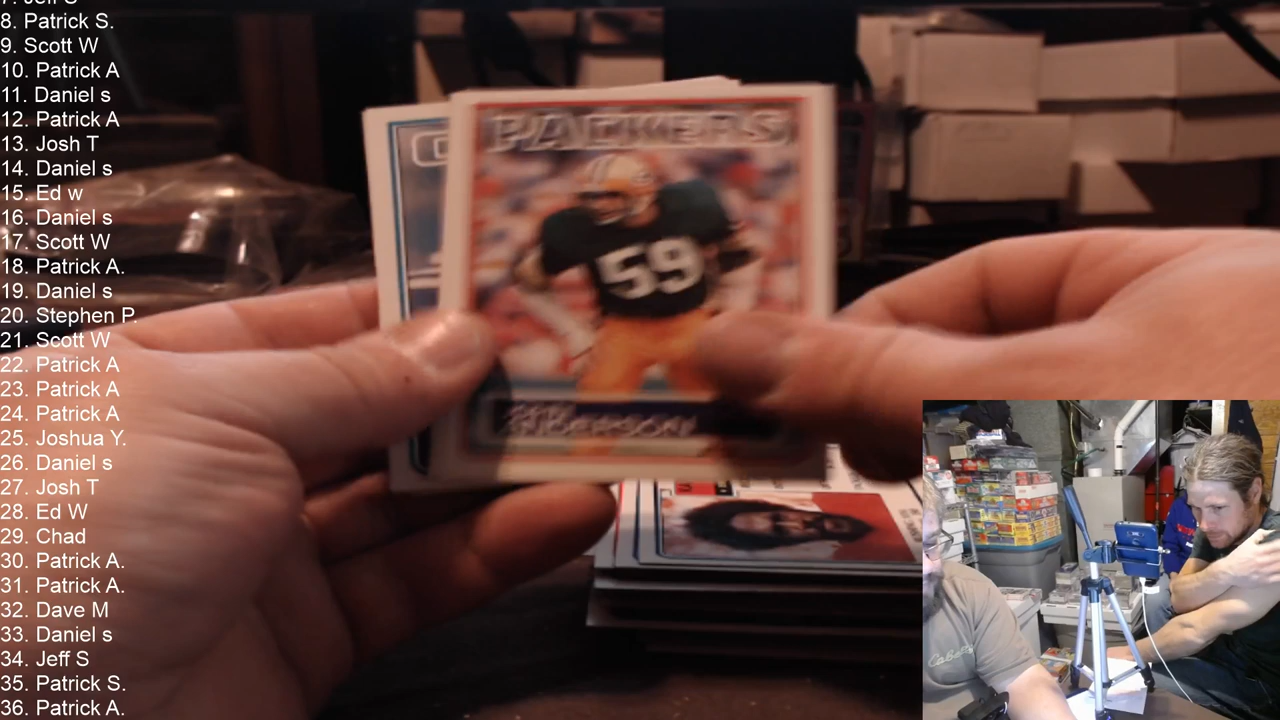 7. Jeff S
8. Patrick S.
9. Scott W
10. Patrick A
11. Daniel s
12. Patrick A
13. Josh T
14. Daniel s
15. Ed w
16. Daniel s
17. Scott W
18. Patrick A.
19. Daniel s
20. Stephen P.
21. Scott W
22. Patrick A
23. Patrick A
24. Patrick A
25. Joshua Y.
26. Daniel s
27. Josh T
28. Ed W
29. Chad
30. Patrick A.
31. Patrick A.
32. Dave M
33. Daniel s
34. Jeff S
35. Patrick S.
36. Patrick A.
PACKERS
59
ANDERSON